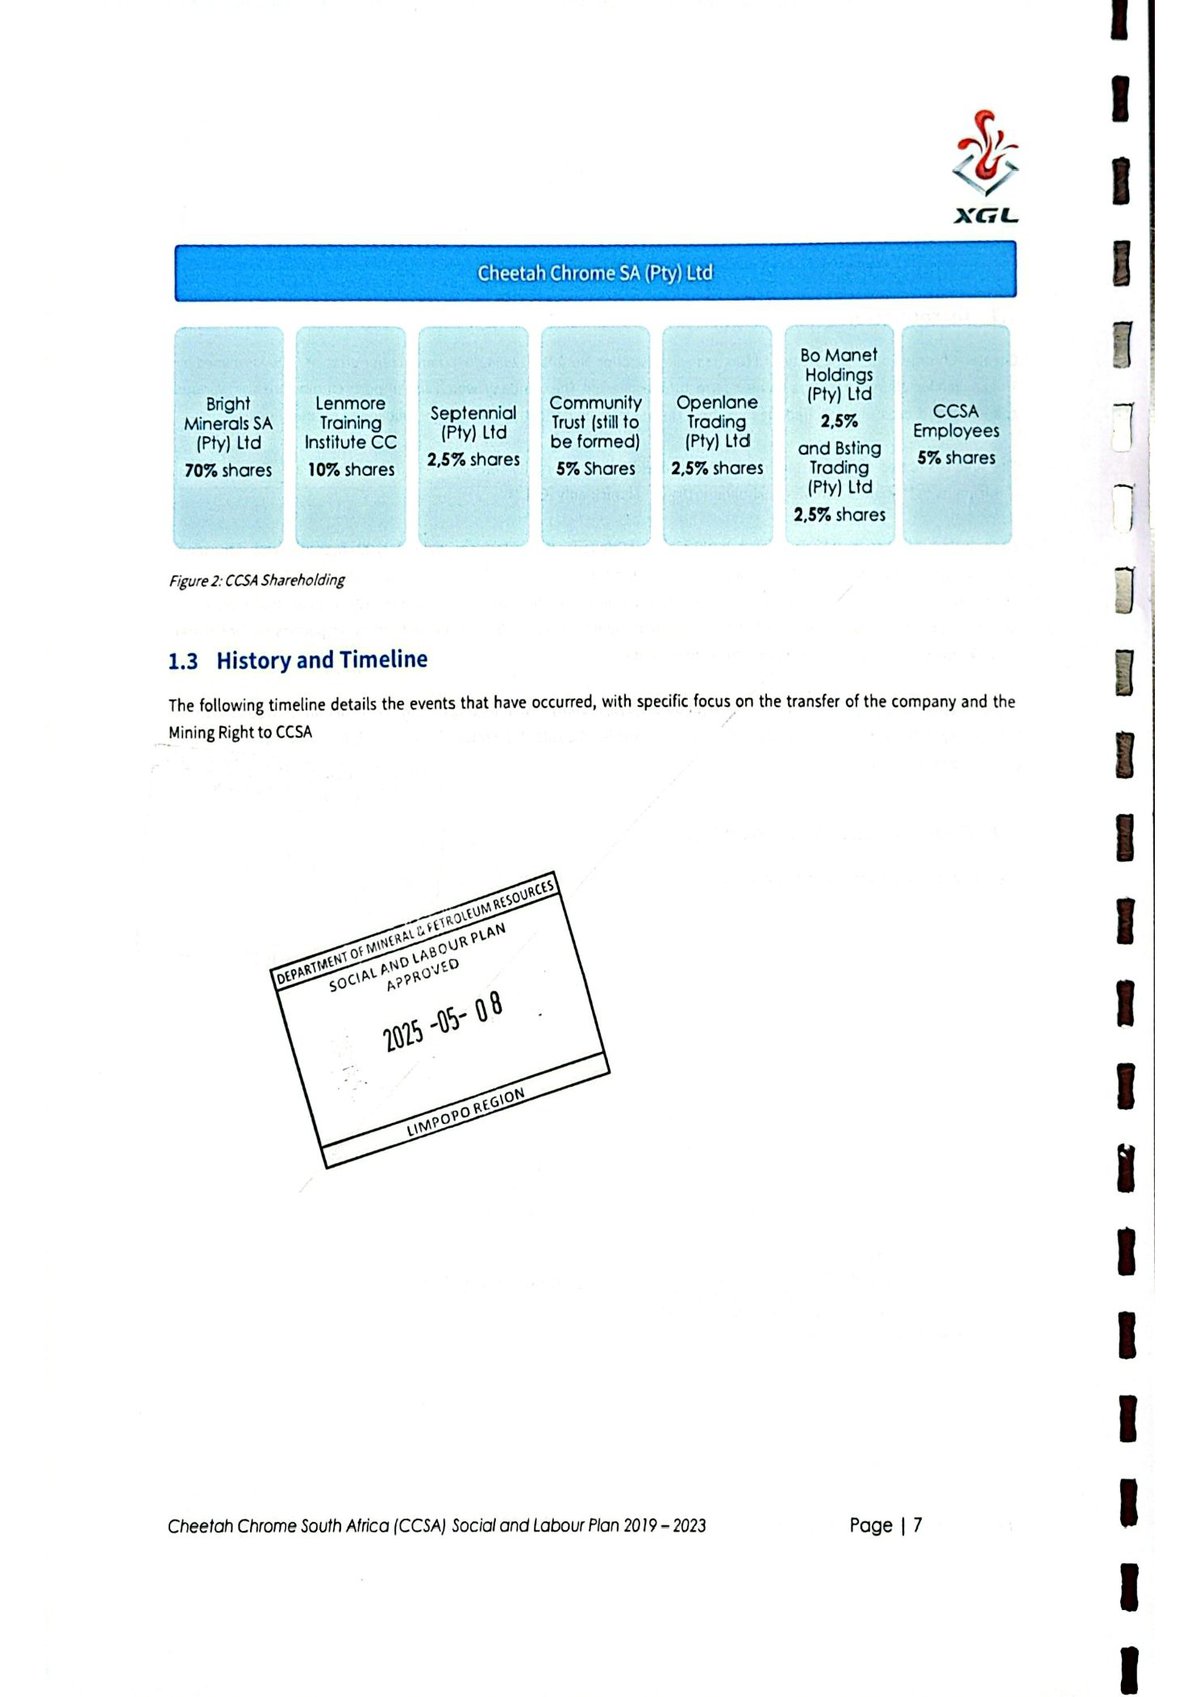 XGL
Cheetah Chrome SA (Pty) Ltd
Bright
Minerals SA
(Pty) Ltd
70% shares
Lenmore
Training
Institute CC
10% shares
Septennial
(Pty) Ltd
2,5% shares
Community
Trust (still to
be formed)
5% Shares
Openlane
Trading
(Pty) Ltd
2,5% shares
Bo Manet
Holdings
(Pty) Ltd
2,5%
and Bsting
Trading
(Pty) Ltd
2,5% shares
CCSA
Employees
5% shares
Figure 2: CCSA Shareholding
1.3 History and Timeline
The following timeline details the events that have occurred, with specific focus on the transfer of the company and the
Mining Right to CCSA
DEPARTMENT OF MINERAL & PETROLEUM RESOURCES
SOCIAL AND LABOUR PLAN
APPROVED
2025 -05- 08
LIMPOPO REGION
Cheetah Chrome South Africa (CCSA) Social and Labour Plan 2019 – 2023 Page | 7